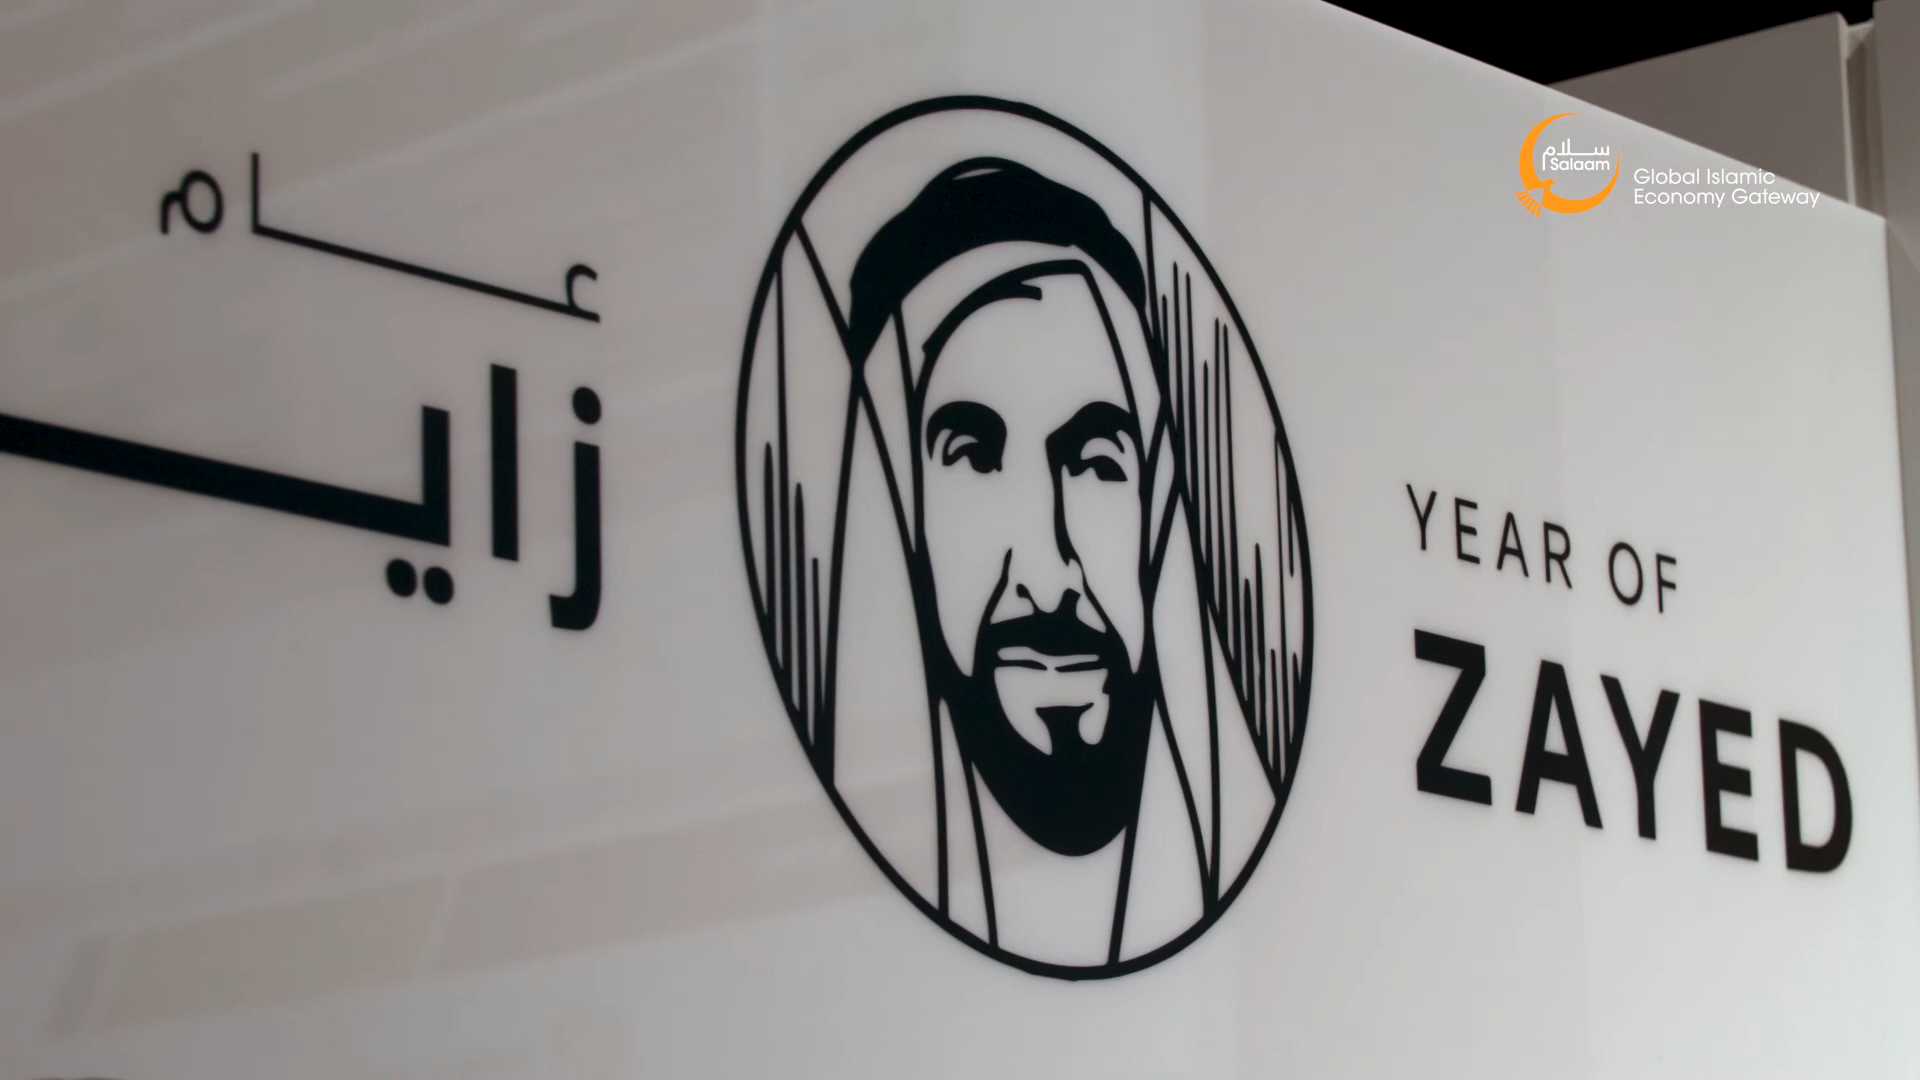 عام
زايـ
YEAR OF
ZAYED
سلام
Salaam
Global Islamic
Economy Gateway